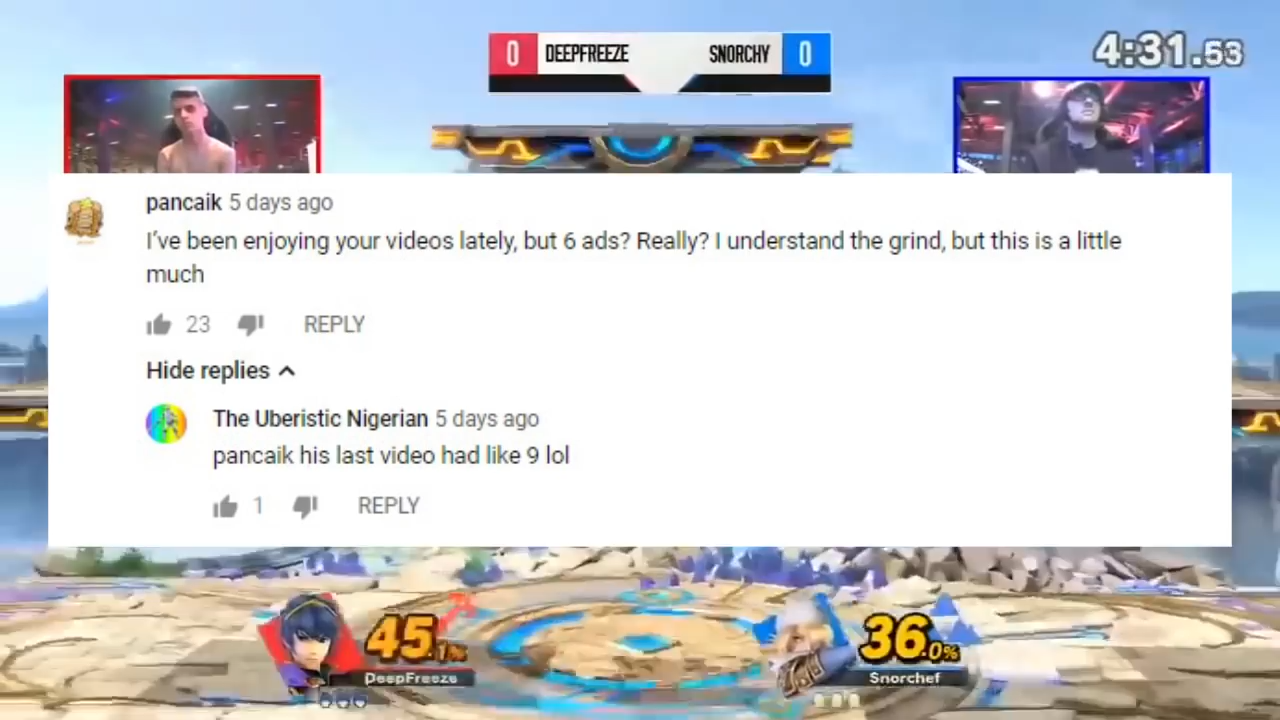 0 DEEPFREEZE SNORCHY 0
4:31.53
pancaik 5 days ago
I've been enjoying your videos lately, but 6 ads? Really? I understand the grind, but this is a little
much
23 REPLY
Hide replies
The Uberistic Nigerian 5 days ago
pancaik his last video had like 9 lol
1 REPLY
45.1% 36.0%
DeepFreeze Snorchef